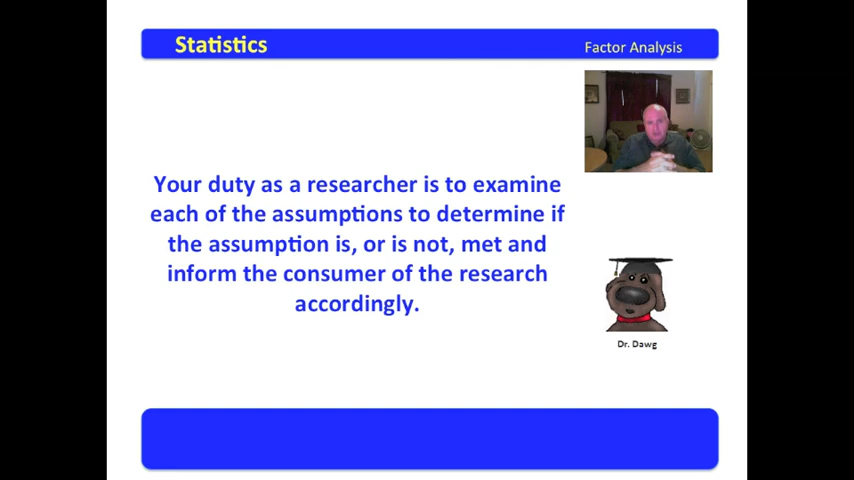 Statistics
Factor Analysis
Your duty as a researcher is to examine
each of the assumptions to determine if
the assumption is, or is not, met and
inform the consumer of the research
accordingly.
Dr. Dawg